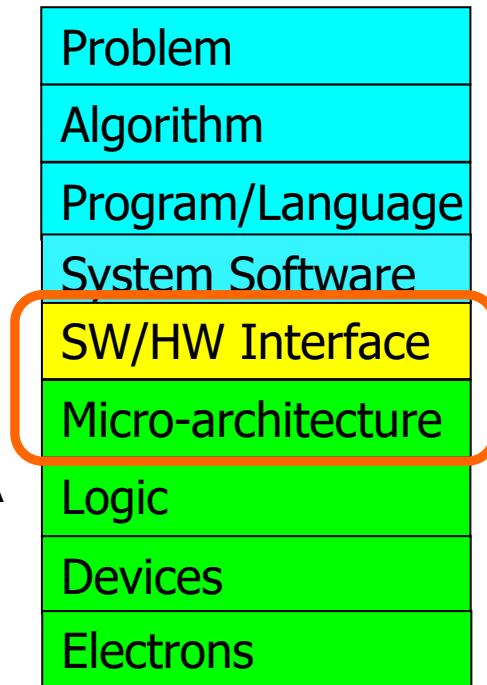 Problem
Algorithm
Program/Language
System Software
SW/HW Interface
Micro-architecture
Logic
Devices
Electrons